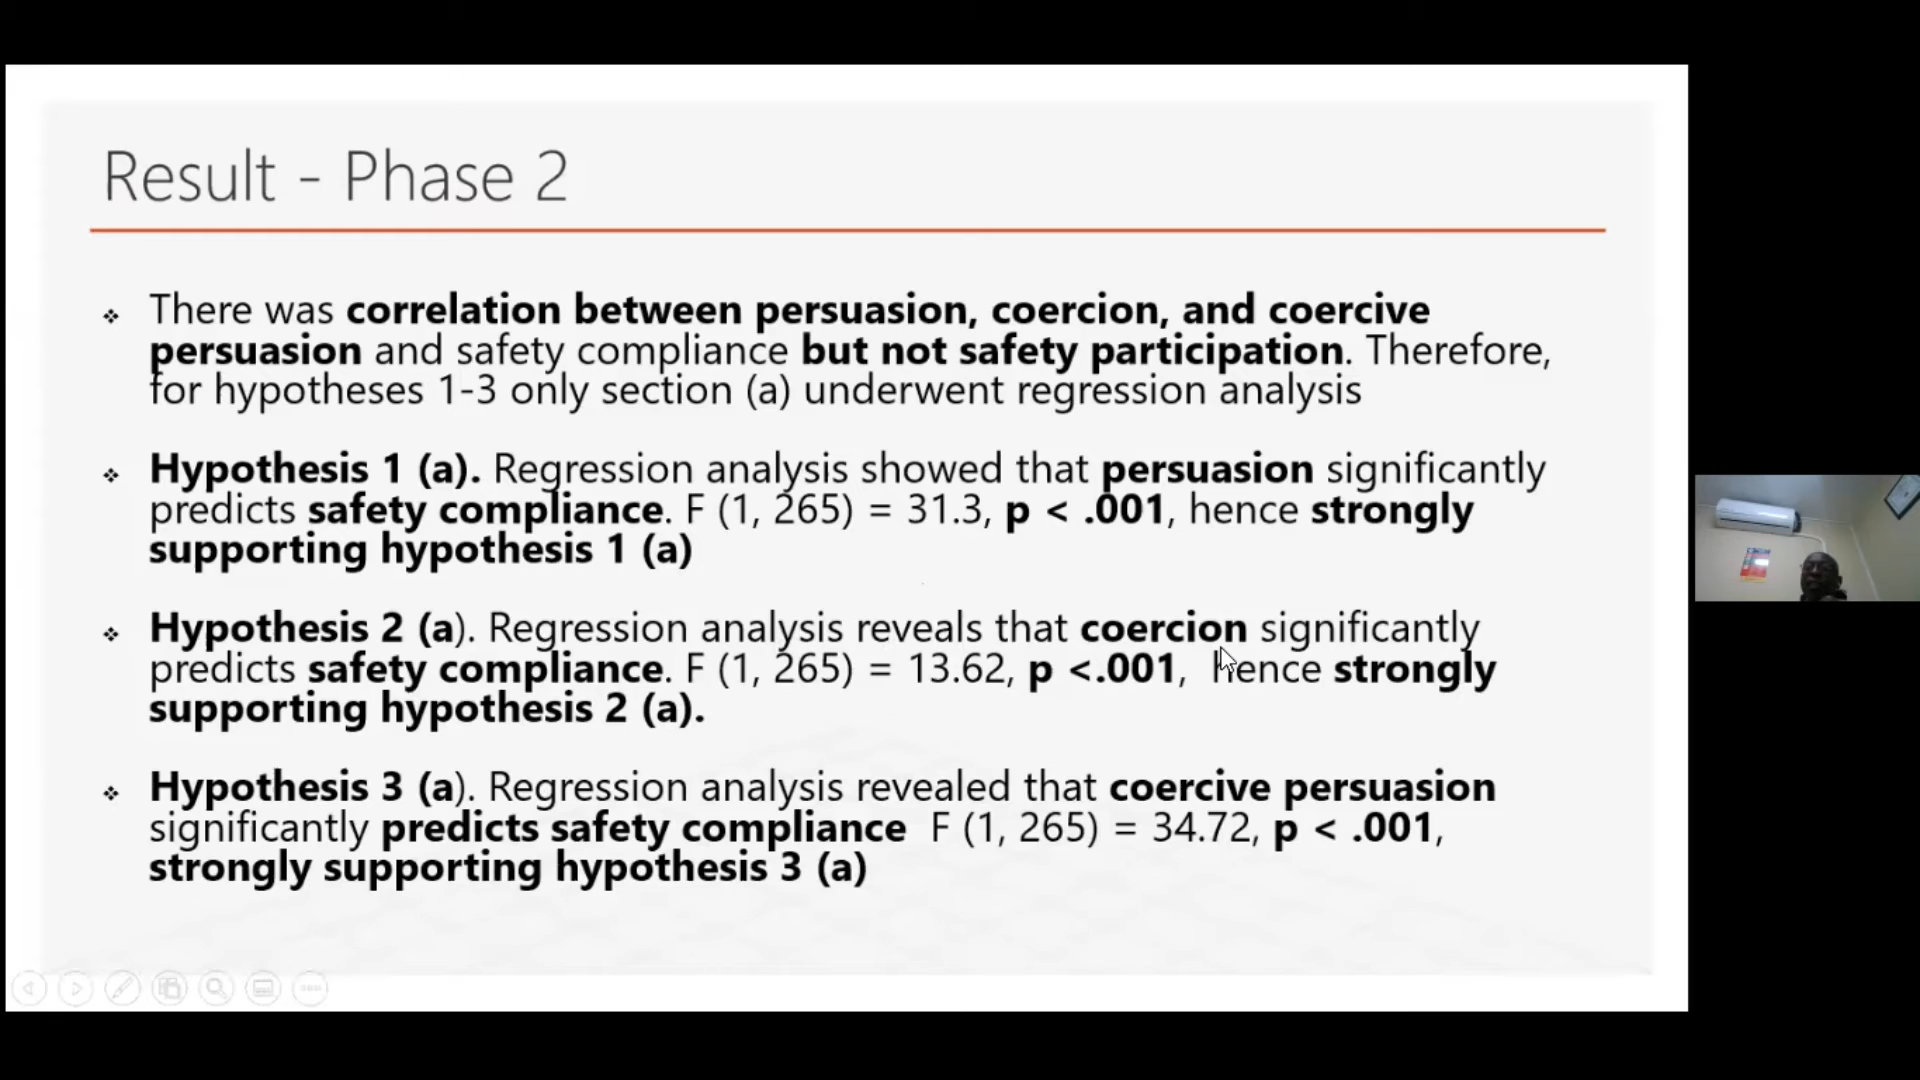 Result - Phase 2
There was correlation between persuasion, coercion, and coercive
persuasion and safety compliance but not safety participation. Therefore,
for hypotheses 1-3 only section (a) underwent regression analysis
Hypothesis 1 (a). Regression analysis showed that persuasion significantly
predicts safety compliance. F (1, 265) = 31.3, p < .001, hence strongly
supporting hypothesis 1 (a)
Hypothesis 2 (a). Regression analysis reveals that coercion significantly
predicts safety compliance. F (1, 265) = 13.62, p <.001, hence strongly
supporting hypothesis 2 (a).
Hypothesis 3 (a). Regression analysis revealed that coercive persuasion
significantly predicts safety compliance F (1, 265) = 34.72, p < .001,
strongly supporting hypothesis 3 (a)